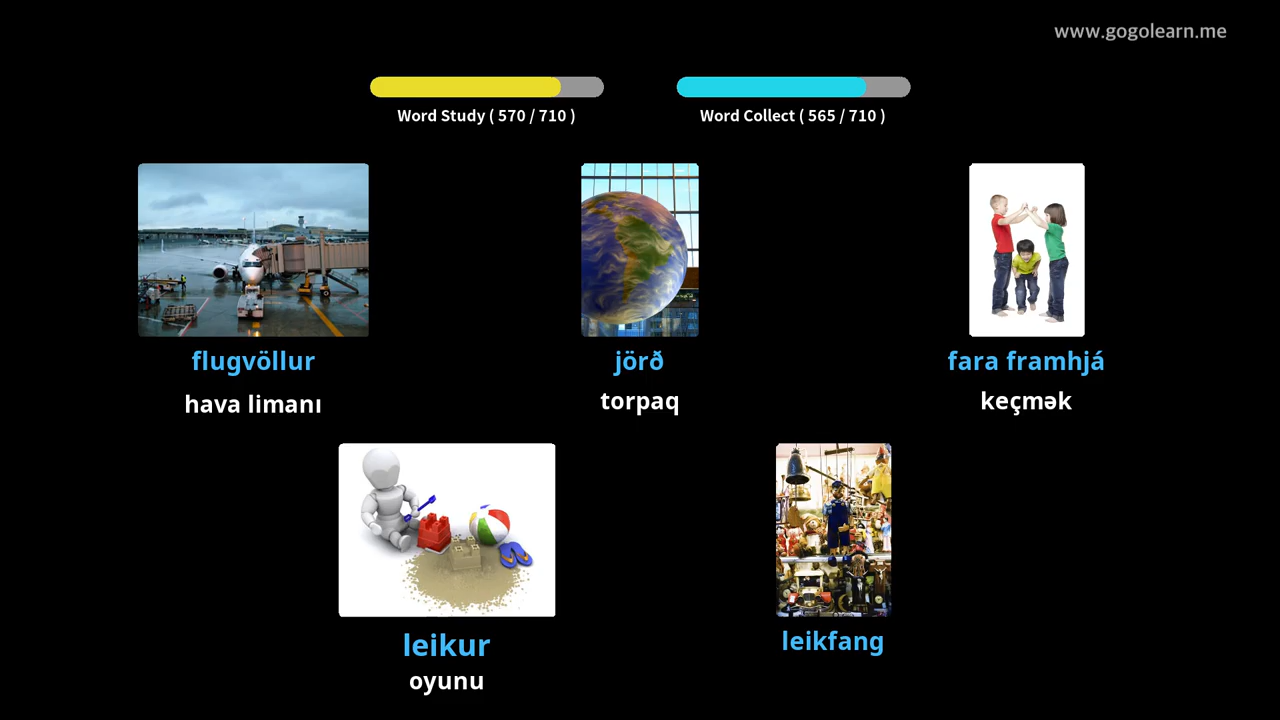 www.gogolearn.me
Word Study ( 570 / 710 )
Word Collect ( 565 / 710 )
flugvöllur
hava limanı
jörð
torpaq
fara framhjá
keçmək
leikur
oyunu
leikfang